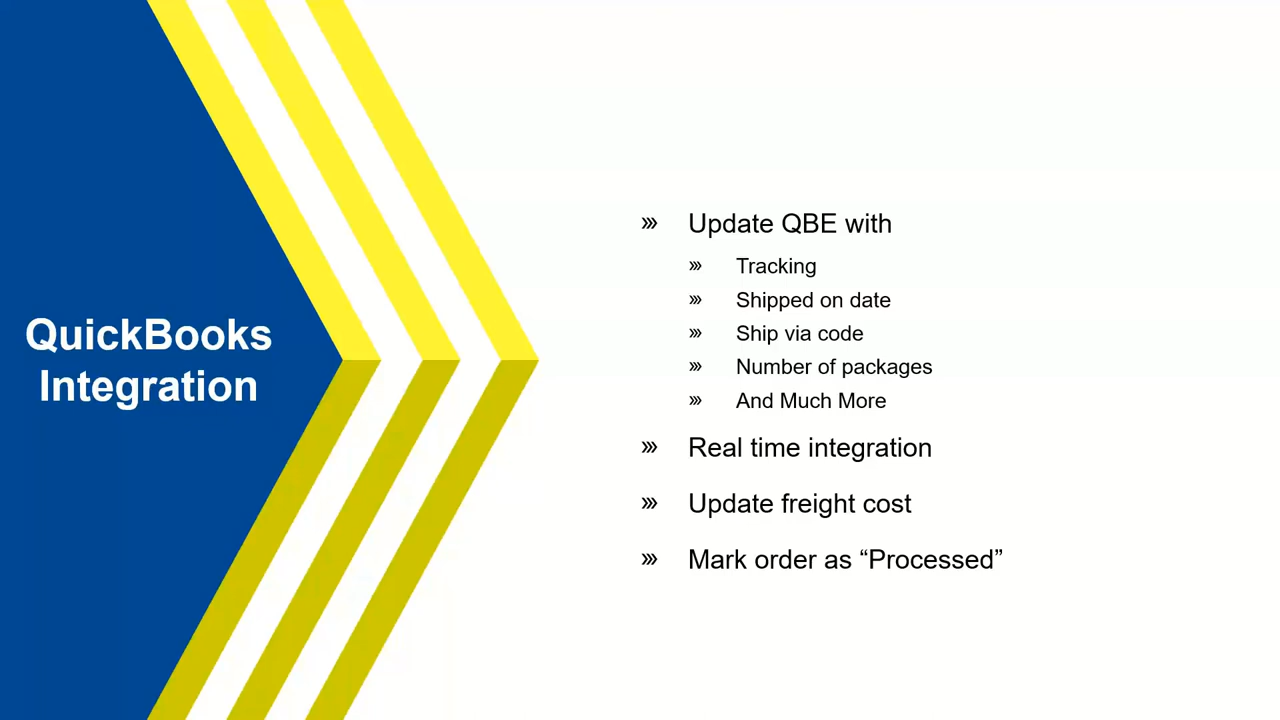 QuickBooks
Integration
Update QBE with
Tracking
Shipped on date
Ship via code
Number of packages
And Much More
Real time integration
Update freight cost
Mark order as “Processed”